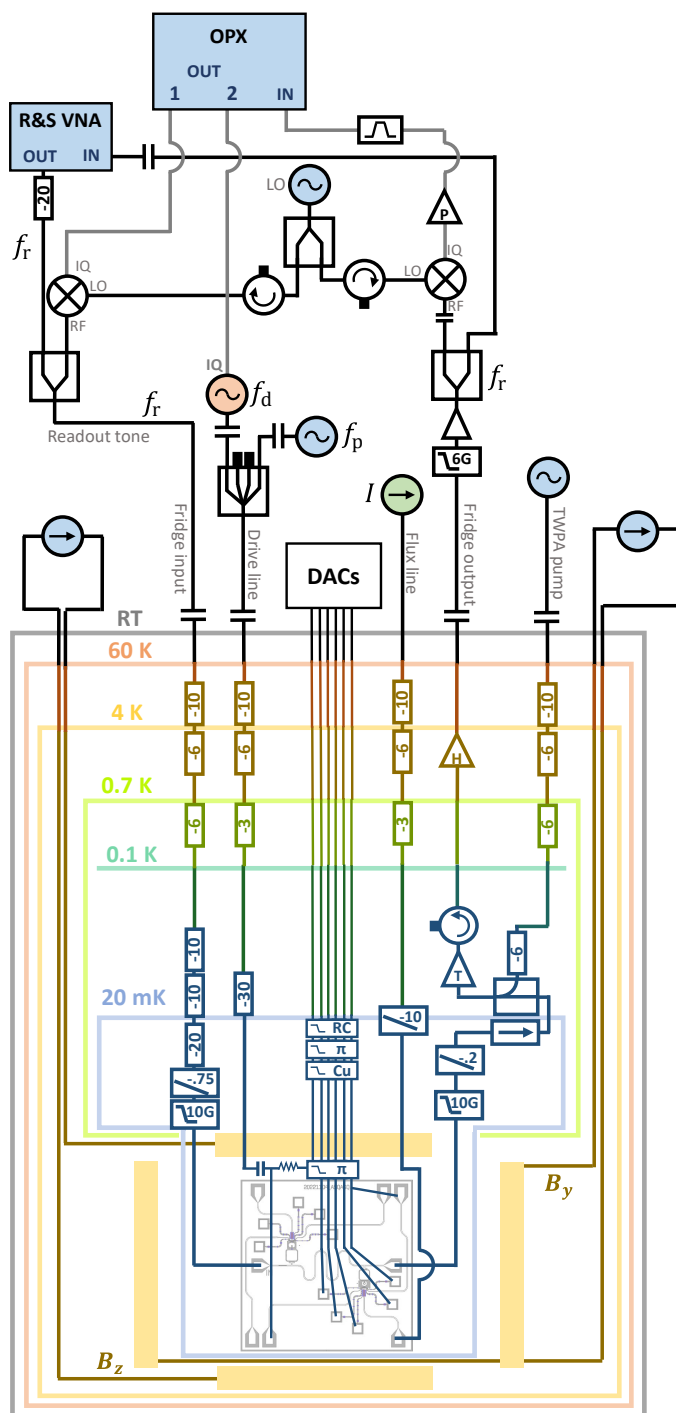 OPX
OUT
1
2
IN
R&S VNA
OUT
IN
-20
LO
P
f_r
IQ
IQ
LO
LO
RF
RF
f_r
IQ
f_d
f_r
Readout tone
f_p
6G
I
Fridge input
Drive line
DACs
Flux line
Fridge output
TWPA pump
RT
60 K
-10
-10
-10
-10
4 K
-6
-6
-6
H
-6
0.7 K
-6
-3
-3
-6
0.1 K
-10
-6
T
-10
-30
20 mK
-20
RC
-10
π
-.2
Cu
-.75
10G
10G
π
B_y
B_z